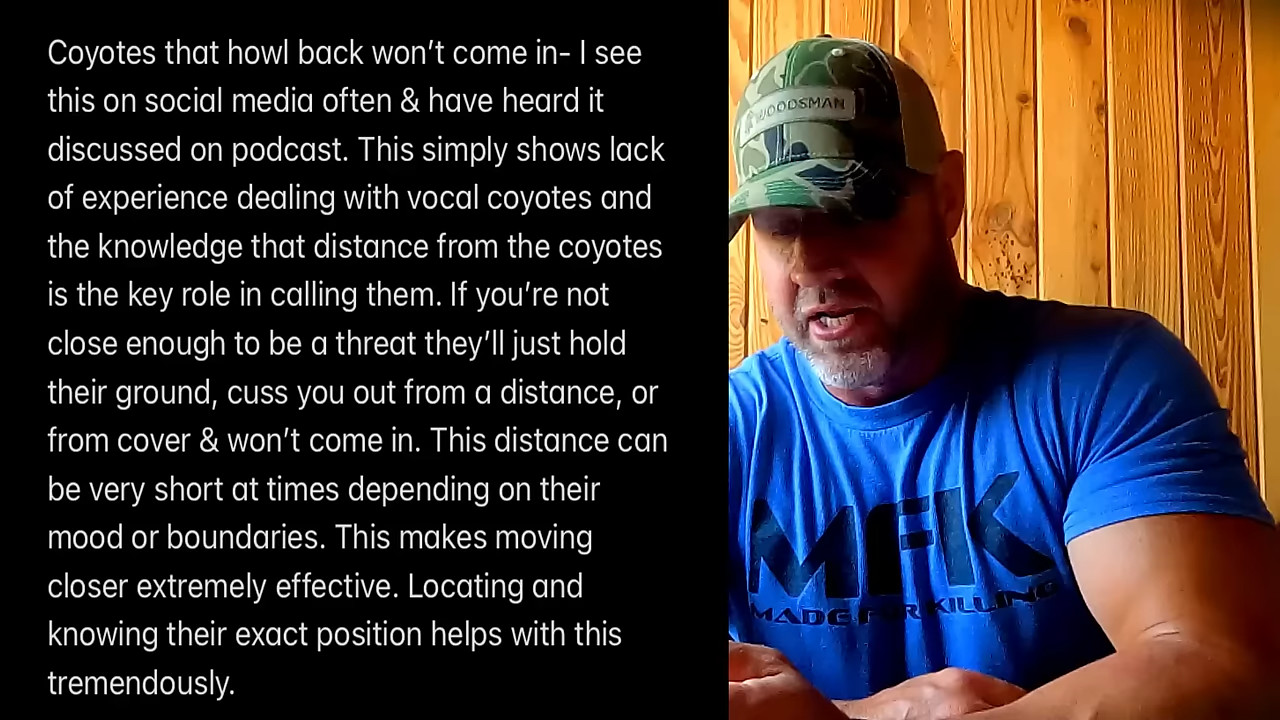 Coyotes that howl back won’t come in- I see
this on social media often & have heard it
discussed on podcast. This simply shows lack
of experience dealing with vocal coyotes and
the knowledge that distance from the coyotes
is the key role in calling them. If you’re not
close enough to be a threat they’ll just hold
their ground, cuss you out from a distance, or
from cover & won’t come in. This distance can
be very short at times depending on their
mood or boundaries. This makes moving
closer extremely effective. Locating and
knowing their exact position helps with this
tremendously.
WOODSMAN
MFK
MADE FOR KILLING